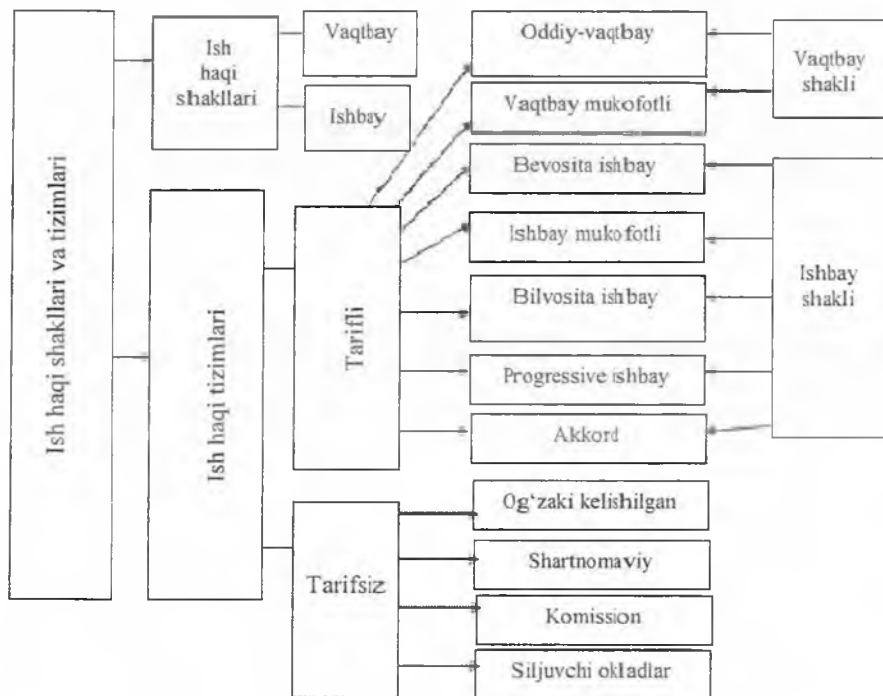 Ish haqi shakllari va tizimlari
Ish
haqi
shakllari
Vaqtbay
Ishbay
Ish haqi tizimlari
Tarifli
Tarifsiz
Oddiy-vaqtbay
Vaqtbay mukofotli
Bevosita ishbay
Ishbay mukofotli
Bilvosita ishbay
Progressive ishbay
Akkord
Og‘zaki kelishilgan
Shartnomaviy
Komission
Siljuvchi okladlar
Vaqtbay
shakli
Ishbay
shakli